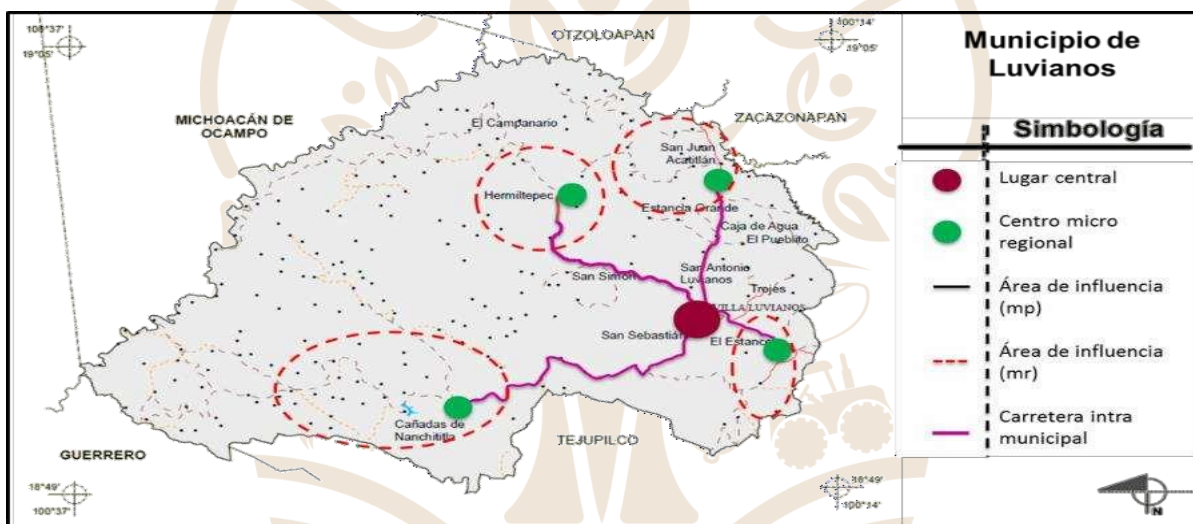 108°37'
19°05'
OTZOLOAPAN
100°14'
19°05'
MICHOACÁN DE
OCAMPO
El Campanario
ZACAZONAPAN
San Juan
Acatitlán
Hermiltepec
Estancia Grande
Caja de Agua
El Pueblito
San Simón
San Antonio
Luvianos
Trojes
VILLA LUVIANOS
San Sebastián
El Estanco
Cañadas de
Nanchititla
TEJUPILCO
GUERRERO
18°49'
100°37'
18°49'
100°14'
Municipio de
Luvianos
Simbología
Lugar central
Centro micro
regional
Área de influencia
(mp)
Área de influencia
(mr)
Carretera intra
municipal
N